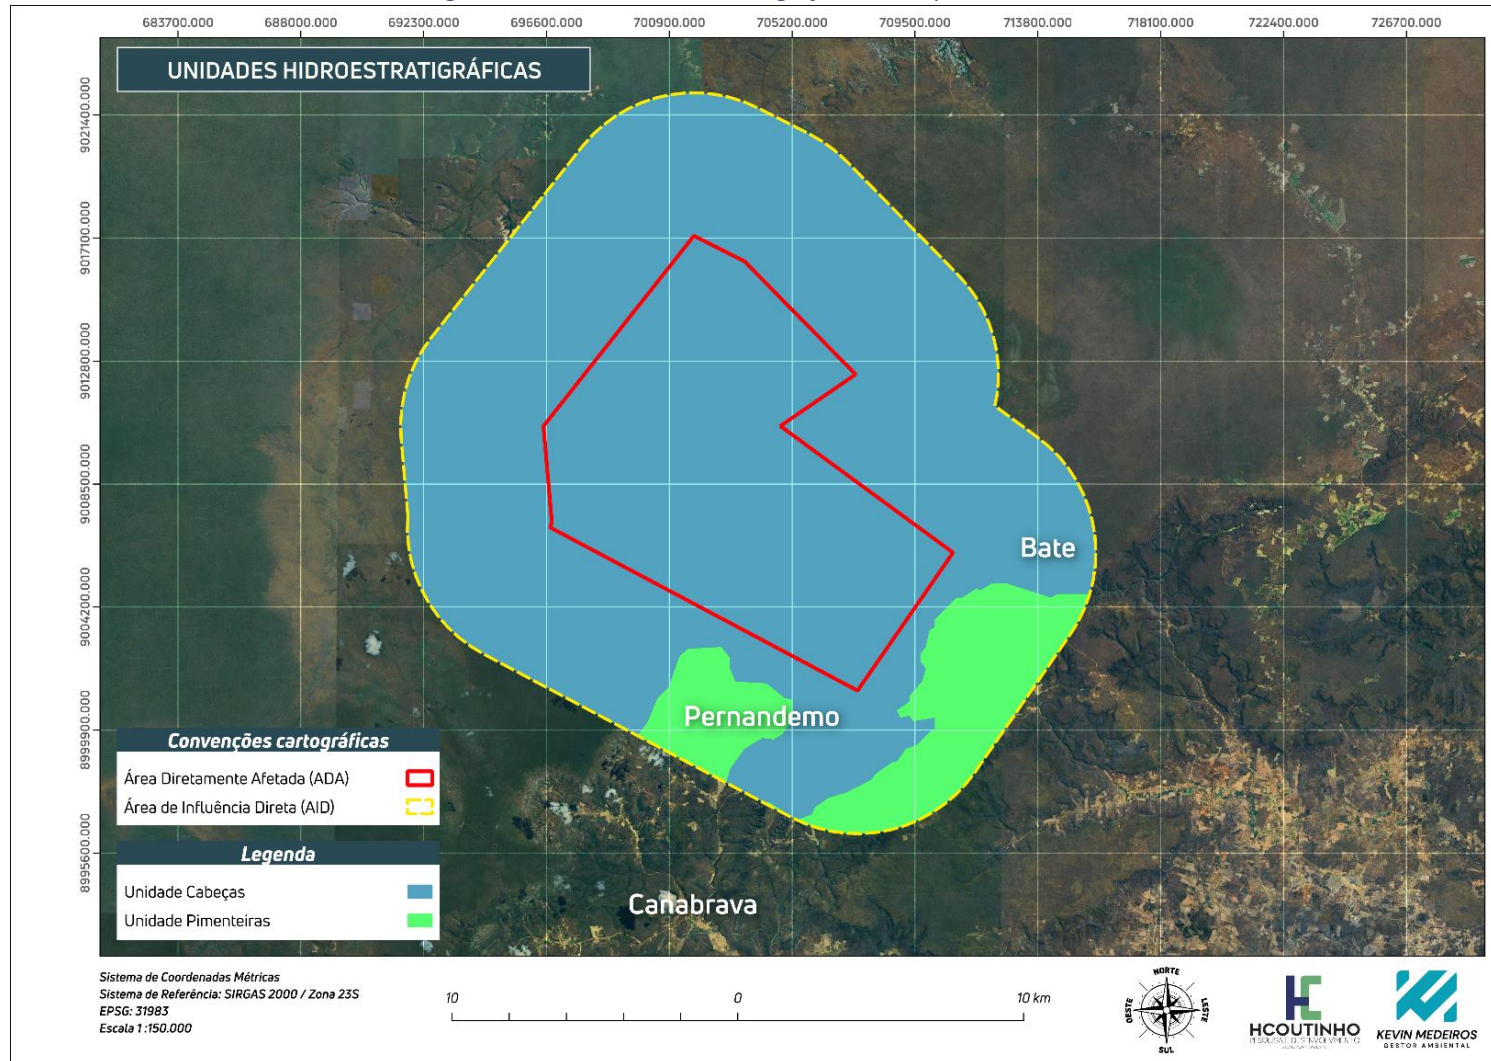 683700.000 688000.000 692300.000 696600.000 700900.000 705200.000 709500.000 713800.000 718100.000 722400.000 726700.000
UNIDADES HIDROESTRATIGRÁFICAS
9021400.000
9017100.000
9012800.000
9008500.000
9004200.000
8999900.000
8995600.000
Bate
Pernandemo
Canabrava
Convenções cartográficas
Área Diretamente Afetada (ADA)
Área de Influência Direta (AID)
Legenda
Unidade Cabeças
Unidade Pimenteiras
Sistema de Coordenadas Métricas
Sistema de Referência: SIRGAS 2000 / Zona 23S
EPSG: 31983
Escala 1:150.000
10 0 10 km
NORTE
OESTE
LESTE
SUL
HC
HCOUTINHO
PESQUISA E DESENVOLVIMENTO
KEVIN MEDEIROS
GESTOR AMBIENTAL